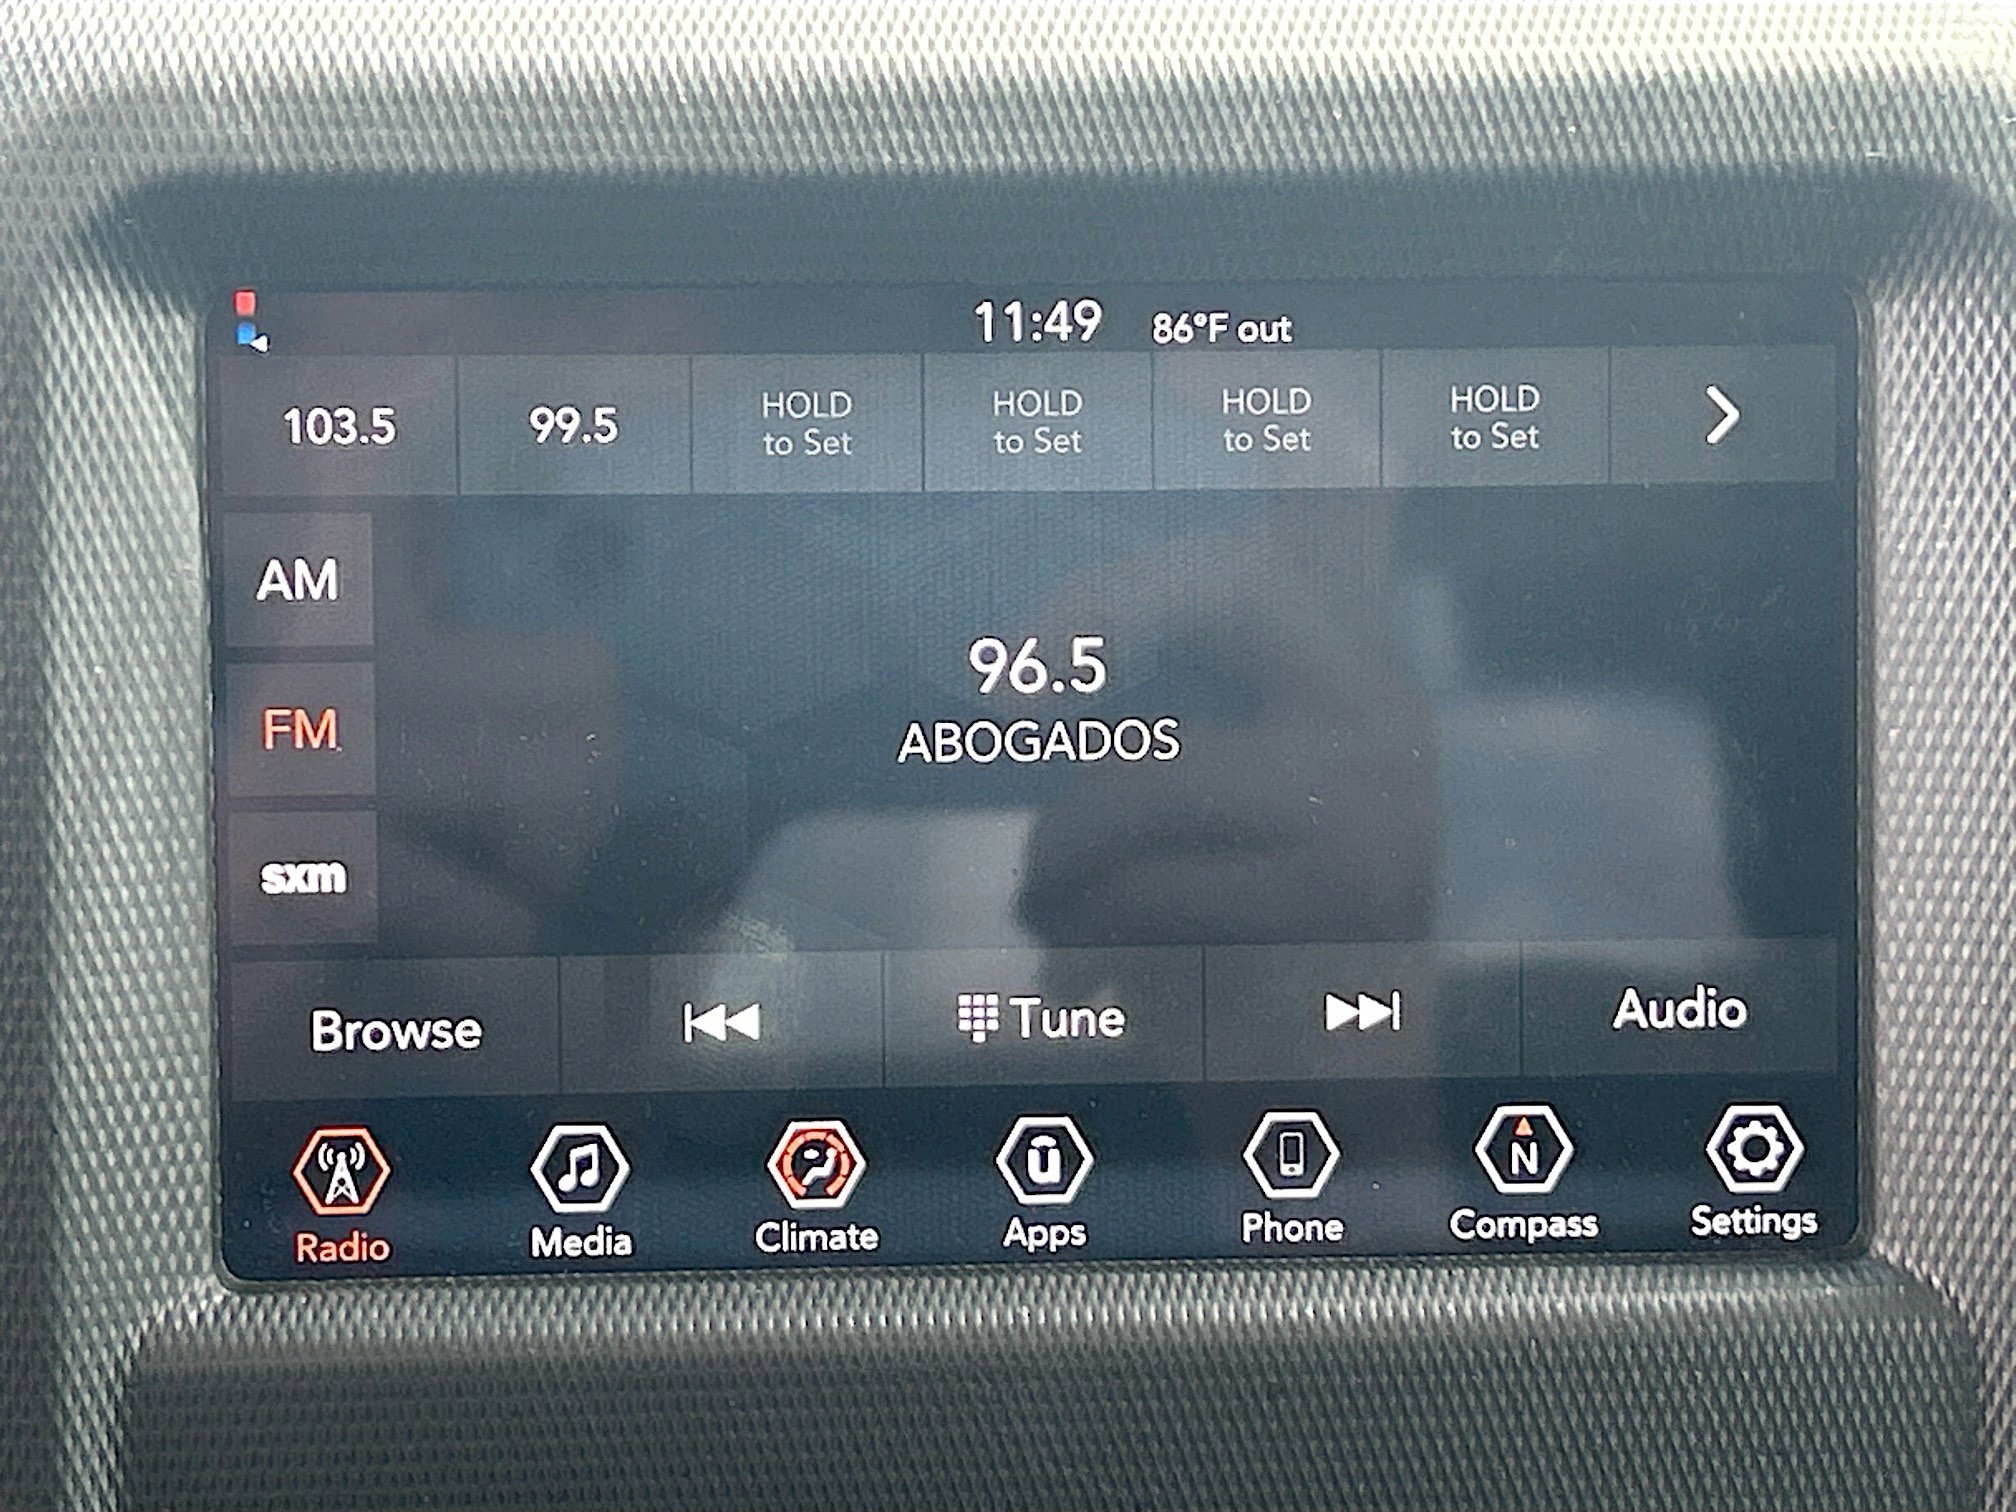 11:49 86°F out
103.5 99.5 HOLD to Set HOLD to Set HOLD to Set HOLD to Set
AM
96.5
ABOGADOS
FM
sxm
Browse Tune Audio
N
Radio Media Climate Apps Phone Compass Settings